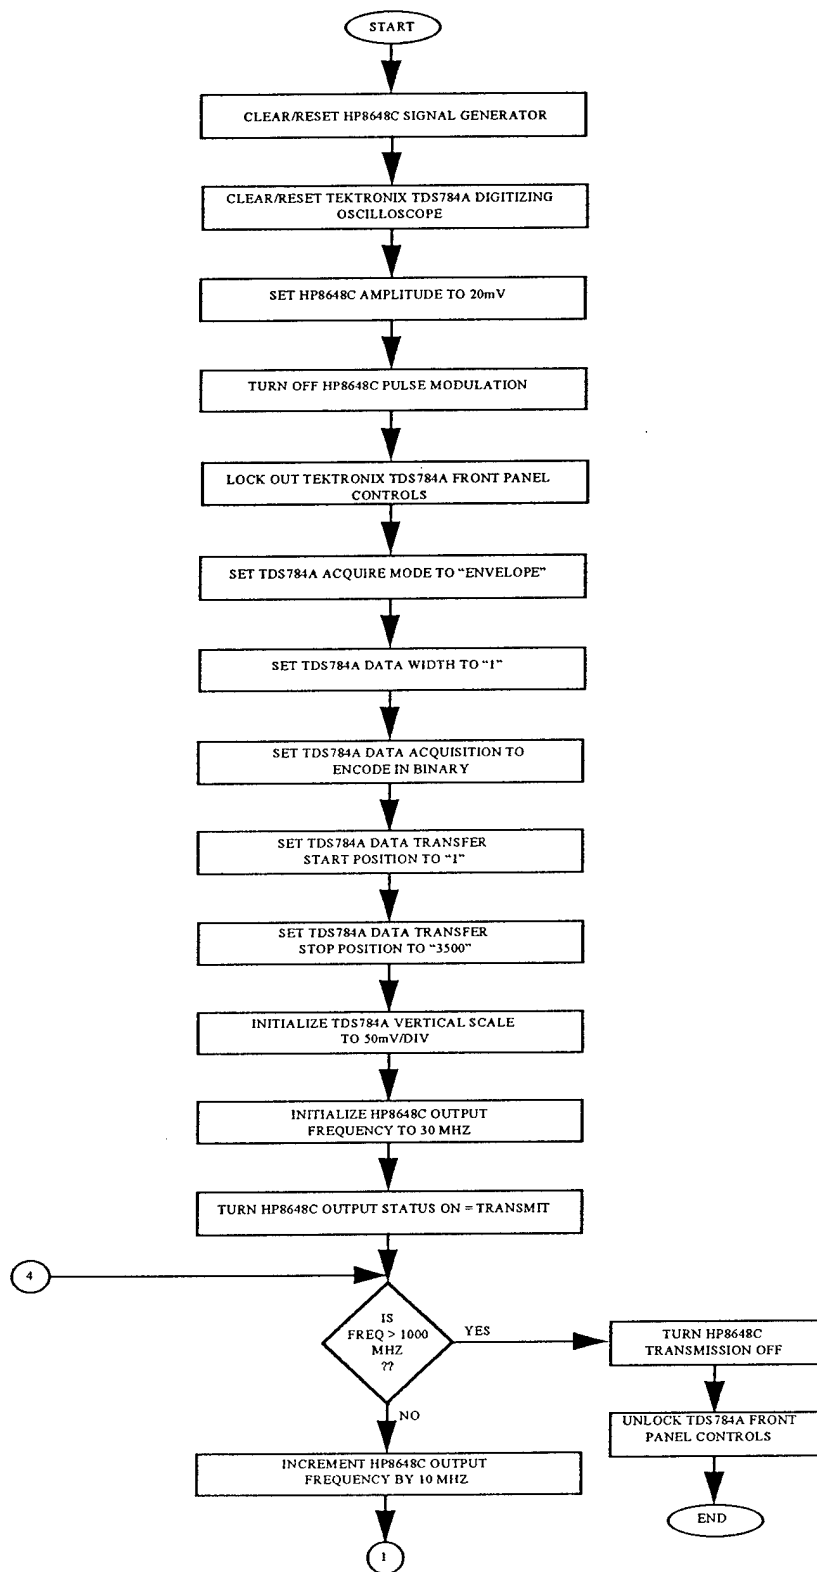 START
CLEAR/RESET HP8648C SIGNAL GENERATOR
CLEAR/RESET TEKTRONIX TDS784A DIGITIZING
OSCILLOSCOPE
SET HP8648C AMPLITUDE TO 20mV
TURN OFF HP8648C PULSE MODULATION
LOCK OUT TEKTRONIX TDS784A FRONT PANEL
CONTROLS
SET TDS784A ACQUIRE MODE TO “ENVELOPE”
SET TDS784A DATA WIDTH TO “1”
SET TDS784A DATA ACQUISITION TO
ENCODE IN BINARY
SET TDS784A DATA TRANSFER
START POSITION TO “1”
SET TDS784A DATA TRANSFER
STOP POSITION TO “3500”
INITIALIZE TDS784A VERTICAL SCALE
TO 50mV/DIV
INITIALIZE HP8648C OUTPUT
FREQUENCY TO 30 MHZ
TURN HP8648C OUTPUT STATUS ON = TRANSMIT
4
IS
FREQ > 1000
MHZ
??
YES
TURN HP8648C
TRANSMISSION OFF
UNLOCK TDS784A FRONT
PANEL CONTROLS
END
NO
INCREMENT HP8648C OUTPUT
FREQUENCY BY 10 MHZ
1